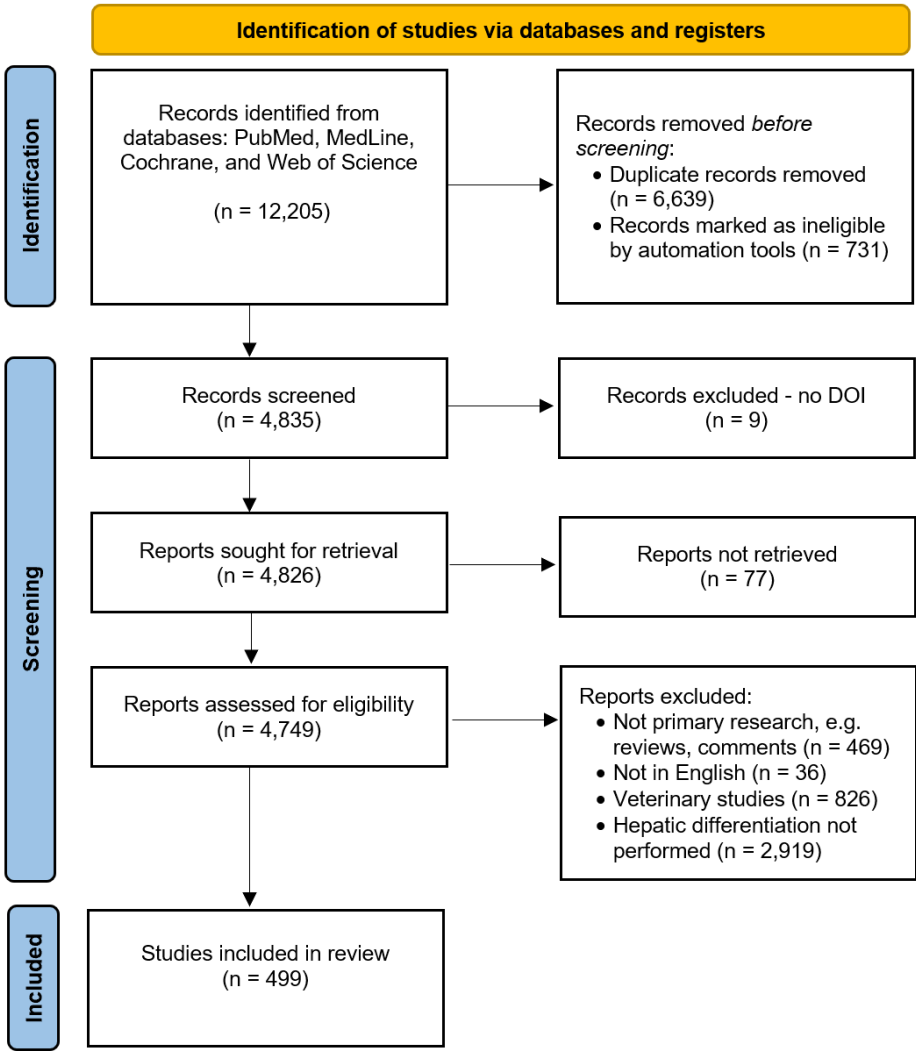 Identification of studies via databases and registers
Identification
Records identified from
databases: PubMed, MedLine,
Cochrane, and Web of Science
(n = 12,205)
Records removed before
screening:
• Duplicate records removed
(n = 6,639)
• Records marked as ineligible
by automation tools (n = 731)
Screening
Records screened
(n = 4,835)
Records excluded - no DOI
(n = 9)
Reports sought for retrieval
(n = 4,826)
Reports not retrieved
(n = 77)
Reports assessed for eligibility
(n = 4,749)
Reports excluded:
• Not primary research, e.g.
reviews, comments (n = 469)
• Not in English (n = 36)
• Veterinary studies (n = 826)
• Hepatic differentiation not
performed (n = 2,919)
Included
Studies included in review
(n = 499)